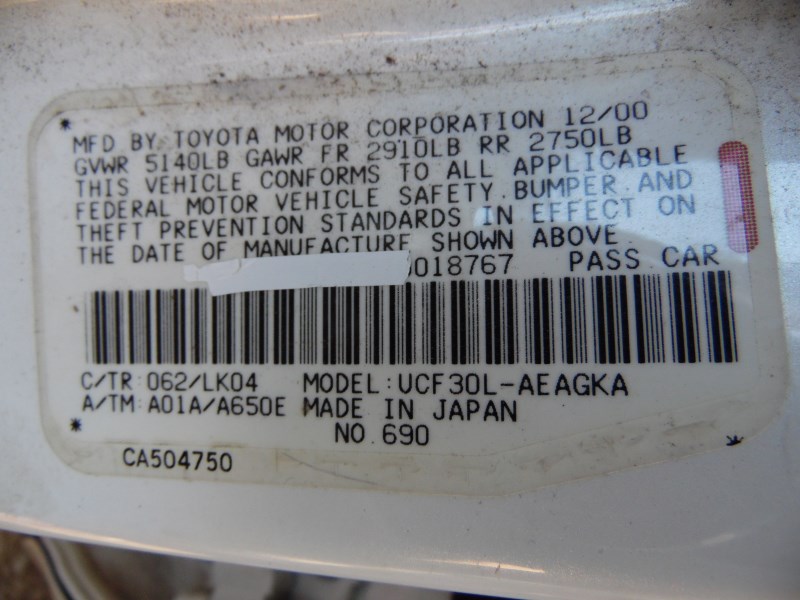 MFD BY TOYOTA MOTOR CORPORATION 12/00
GVWR 5140LB GAWR FR 2910LB RR 2750LB
THIS VEHICLE CONFORMS TO ALL APPLICABLE
FEDERAL MOTOR VEHICLE SAFETY, BUMPER AND
THEFT PREVENTION STANDARDS IN EFFECT ON
THE DATE OF MANUFACTURE SHOWN ABOVE.
0018767 PASS. CAR
C/TR:062/LK04 MODEL:UCF30L-AEAGKA
A/TM:A01A/A650E MADE IN JAPAN
NO.690
CA504750